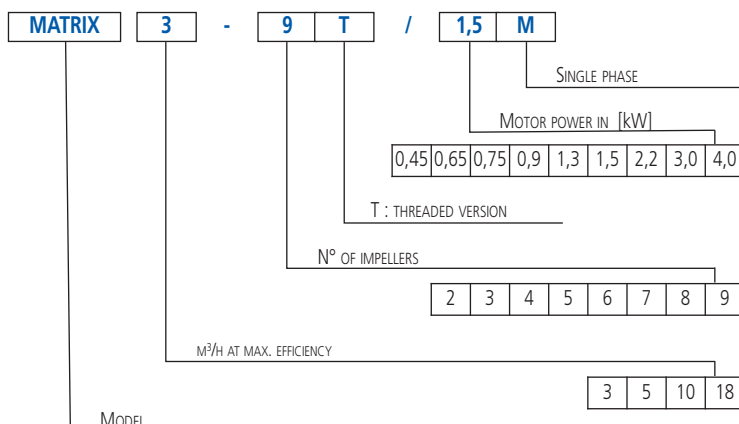 MATRIX 3 - 9 T / 1,5 M
SINGLE PHASE
MOTOR POWER IN [kW]
0,45 0,65 0,75 0,9 1,3 1,5 2,2 3,0 4,0
T : THREADED VERSION
N° OF IMPELLERS
2 3 4 5 6 7 8 9
M³/H AT MAX. EFFICIENCY
3 5 10 18
MODEL